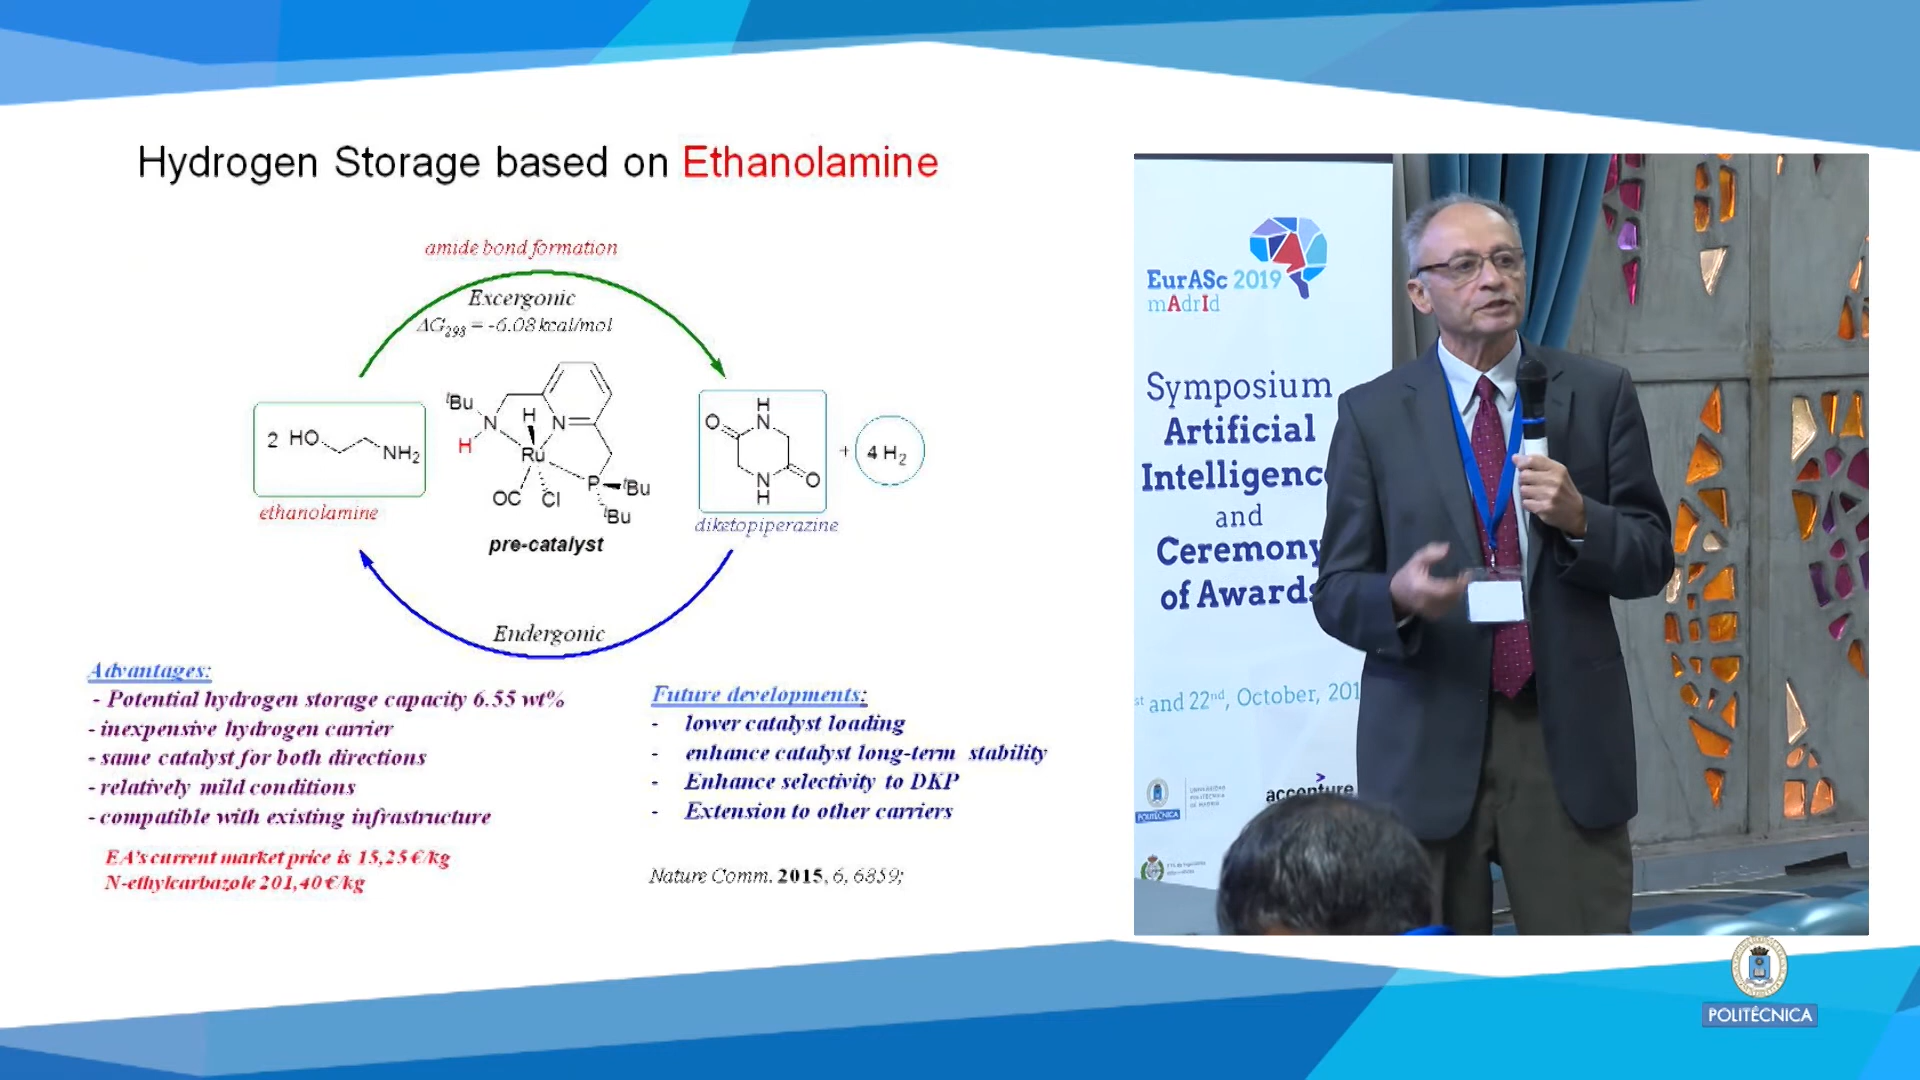 Hydrogen Storage based on Ethanolamine
amide bond formation
Excergonic
ΔG298 = -6.08 kcal/mol
2 HO NH2
ethanolamine
tBu
N
H
H
N
Ru
OC
Cl
P
tBu
tBu
pre-catalyst
H
N
O
O
N
H
diketopiperazine
+ 4 H2
Endergonic
Advantages:
- Potential hydrogen storage capacity 6.55 wt%
- inexpensive hydrogen carrier
- same catalyst for both directions
- relatively mild conditions
- compatible with existing infrastructure
EA's current market price is 15,25 €/kg
N-ethylcarbazole 201,40 €/kg
Future developments:
- lower catalyst loading
- enhance catalyst long-term stability
- Enhance selectivity to DKP
- Extension to other carriers
Nature Comm. 2015, 6, 6859;
EurASc 2019
mAdrId
Symposium
Artificial
Intelligenc
and
Ceremony
of Awards
st and 22nd, October, 201
UNIVERSIDAD
POLITÉCNICA
DE MADRID
POLITÉCNICA
>
accenture
POLITÉCNICA